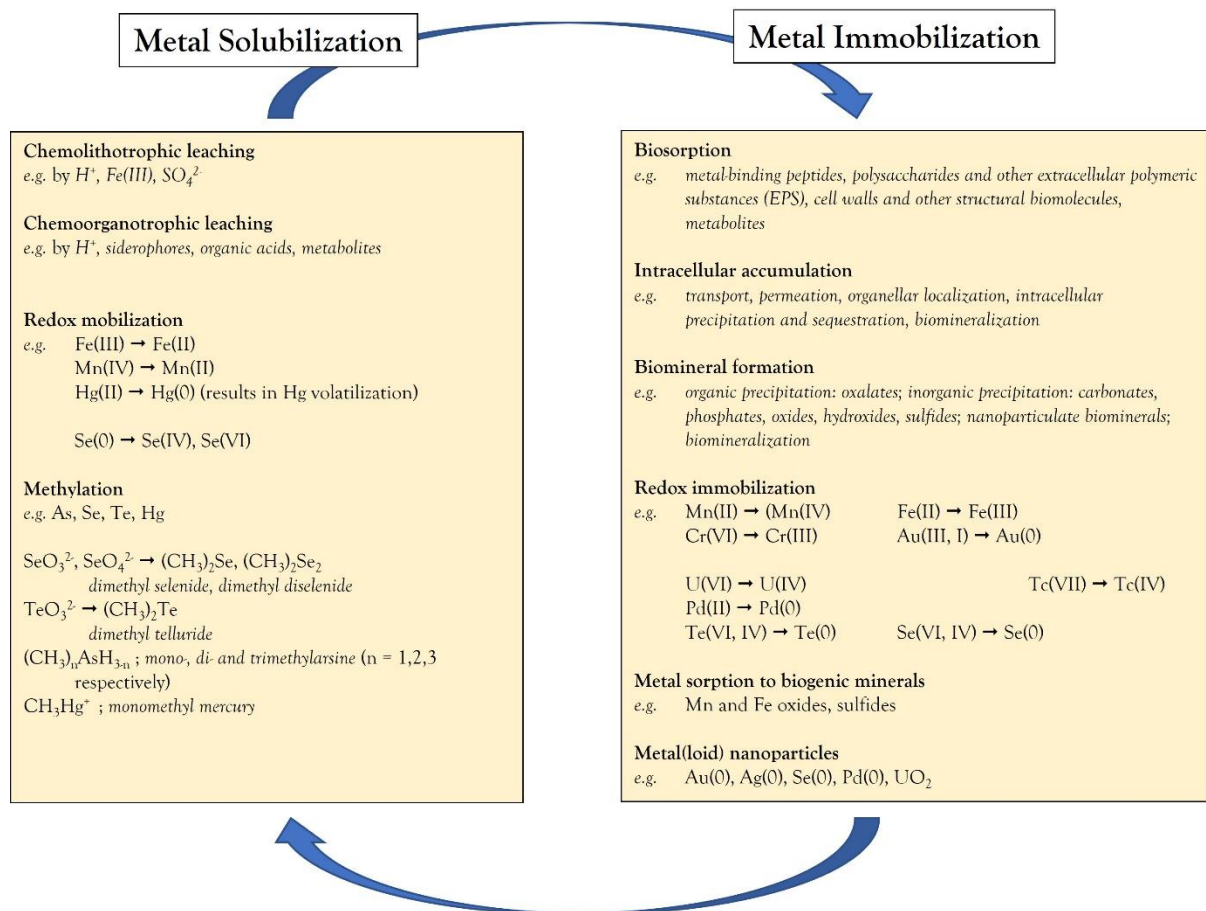 Metal Solubilization
Chemolithotrophic leaching
e.g. by H⁺, Fe(III), SO₄²⁻
Chemoorganotrophic leaching
e.g. by H⁺, siderophores, organic acids, metabolites
Redox mobilization
e.g. Fe(III) → Fe(II)
Mn(IV) → Mn(II)
Hg(II) → Hg(0) (results in Hg volatilization)
Se(0) → Se(IV), Se(VI)
Methylation
e.g. As, Se, Te, Hg
SeO₃²⁻, SeO₄²⁻ → (CH₃)₂Se, (CH₃)₂Se₂
dimethyl selenide, dimethyl diselenide
TeO₃²⁻ → (CH₃)₂Te
dimethyl telluride
(CH₃)ₙAsH₃₋ₙ ; mono-, di- and trimethylarsine (n = 1,2,3
respectively)
CH₃Hg⁺ ; monomethyl mercury
Metal Immobilization
Biosorption
e.g. metal-binding peptides, polysaccharides and other extracellular polymeric
substances (EPS), cell walls and other structural biomolecules,
metabolites
Intracellular accumulation
e.g. transport, permeation, organellar localization, intracellular
precipitation and sequestration, biomineralization
Biomineral formation
e.g. organic precipitation: oxalates; inorganic precipitation: carbonates,
phosphates, oxides, hydroxides, sulfides; nanoparticulate biominerals;
biomineralization
Redox immobilization
e.g. Mn(II) → (Mn(IV) Fe(II) → Fe(III)
Cr(VI) → Cr(III) Au(III, I) → Au(0)
U(VI) → U(IV) Tc(VII) → Tc(IV)
Pd(II) → Pd(0)
Te(VI, IV) → Te(0) Se(VI, IV) → Se(0)
Metal sorption to biogenic minerals
e.g. Mn and Fe oxides, sulfides
Metal(loid) nanoparticles
e.g. Au(0), Ag(0), Se(0), Pd(0), UO₂